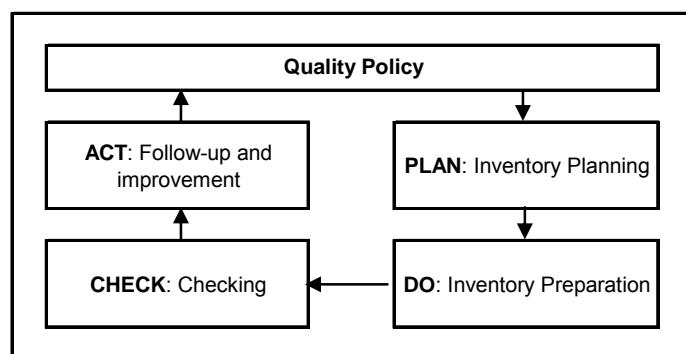 Quality Policy
ACT: Follow-up and
improvement
PLAN: Inventory Planning
CHECK: Checking
DO: Inventory Preparation